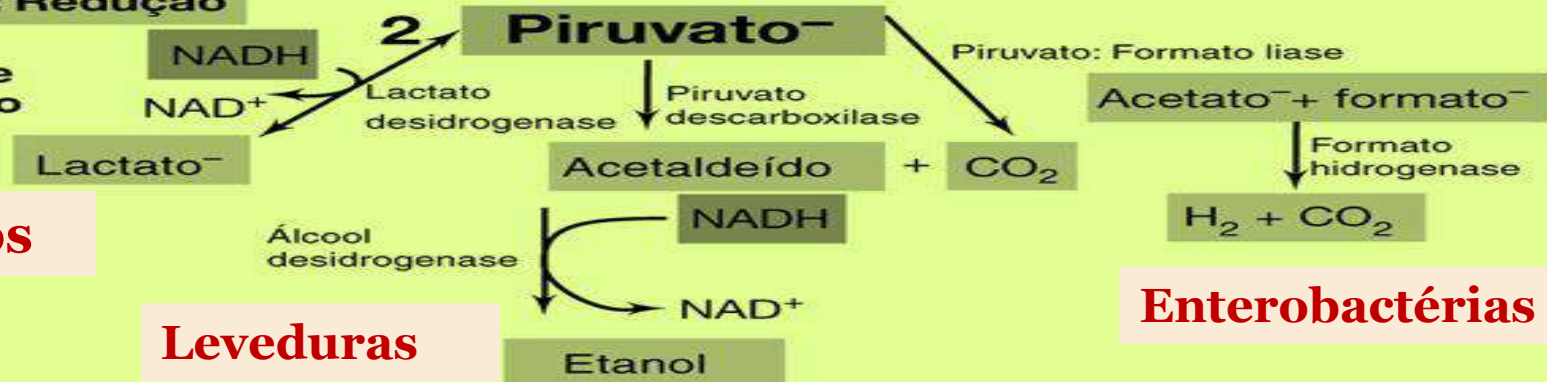 Redução
2
Piruvato⁻
NADH
NAD⁺
Lactato
desidrogenase
Piruvato
descarboxilase
Piruvato: Formato liase
Acetato⁻+ formato⁻
Lactato⁻
Acetaldeído + CO₂
Formato
hidrogenase
H₂ + CO₂
Álcool
desidrogenase
NADH
NAD⁺
Etanol
Leveduras
Enterobactérias